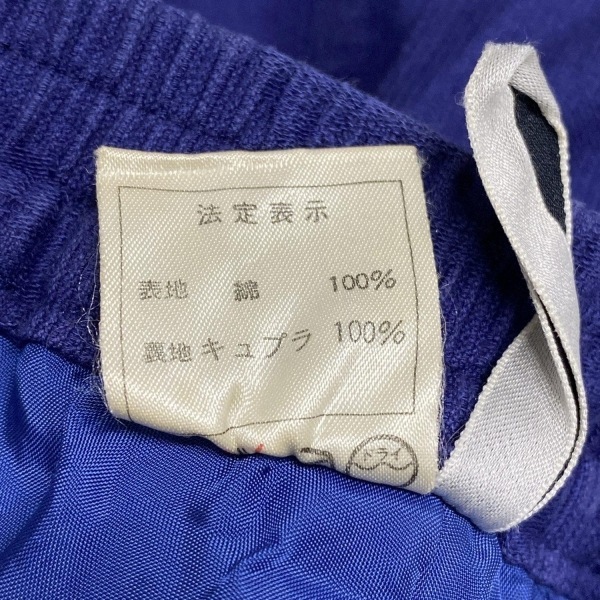 法定表示
表地 綿 100%
裏地 キュプラ 100%
ドライ